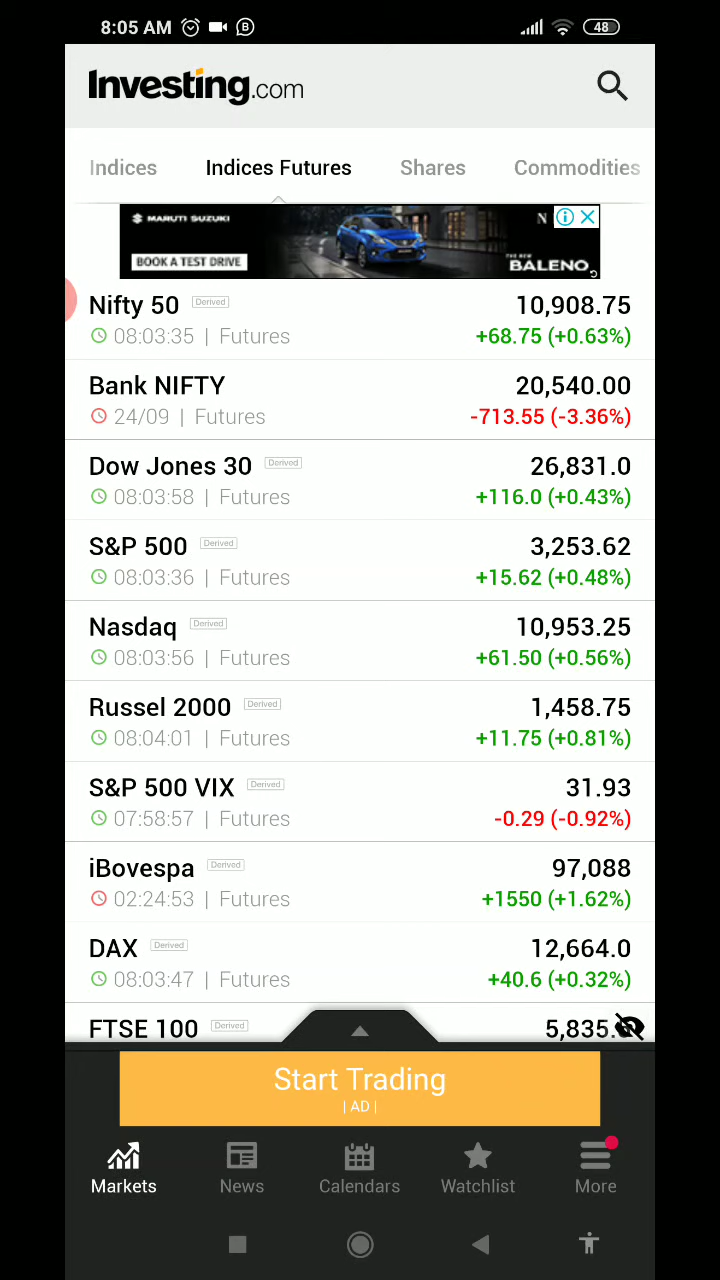 8:05 AM B 48
Investing.com
Indices Indices Futures Shares Commodities
MARUTI SUZUKI
BOOK A TEST DRIVE
N
THE NEW
BALENO
Nifty 50 Derived 10,908.75
08:03:35 | Futures +68.75 (+0.63%)
Bank NIFTY 20,540.00
24/09 | Futures -713.55 (-3.36%)
Dow Jones 30 Derived 26,831.0
08:03:58 | Futures +116.0 (+0.43%)
S&P 500 Derived 3,253.62
08:03:36 | Futures +15.62 (+0.48%)
Nasdaq Derived 10,953.25
08:03:56 | Futures +61.50 (+0.56%)
Russel 2000 Derived 1,458.75
08:04:01 | Futures +11.75 (+0.81%)
S&P 500 VIX Derived 31.93
07:58:57 | Futures -0.29 (-0.92%)
iBovespa Derived 97,088
02:24:53 | Futures +1550 (+1.62%)
DAX Derived 12,664.0
08:03:47 | Futures +40.6 (+0.32%)
FTSE 100 Derived 5,835.
Start Trading
| AD |
Markets News Calendars Watchlist More